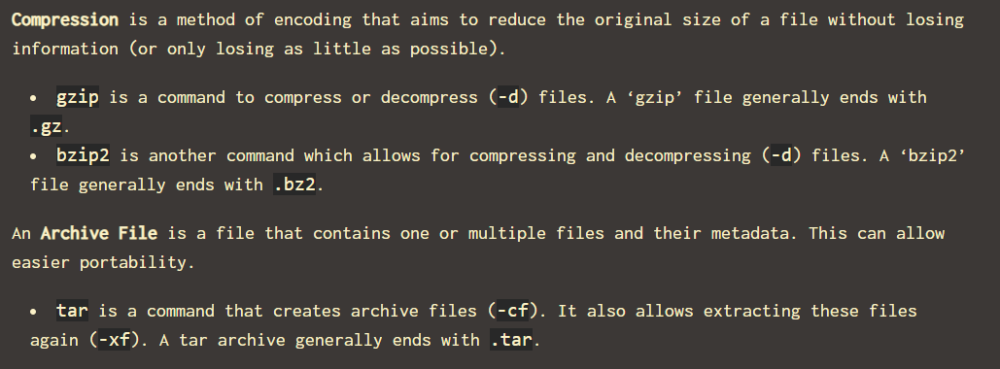 Compression is a method of encoding that aims to reduce the original size of a file without losing
information (or only losing as little as possible).
• gzip is a command to compress or decompress (-d) files. A ‘gzip’ file generally ends with
.gz.
• bzip2 is another command which allows for compressing and decompressing (-d) files. A ‘bzip2’
file generally ends with .bz2.
An Archive File is a file that contains one or multiple files and their metadata. This can allow
easier portability.
• tar is a command that creates archive files (-cf). It also allows extracting these files
again (-xf). A tar archive generally ends with .tar.